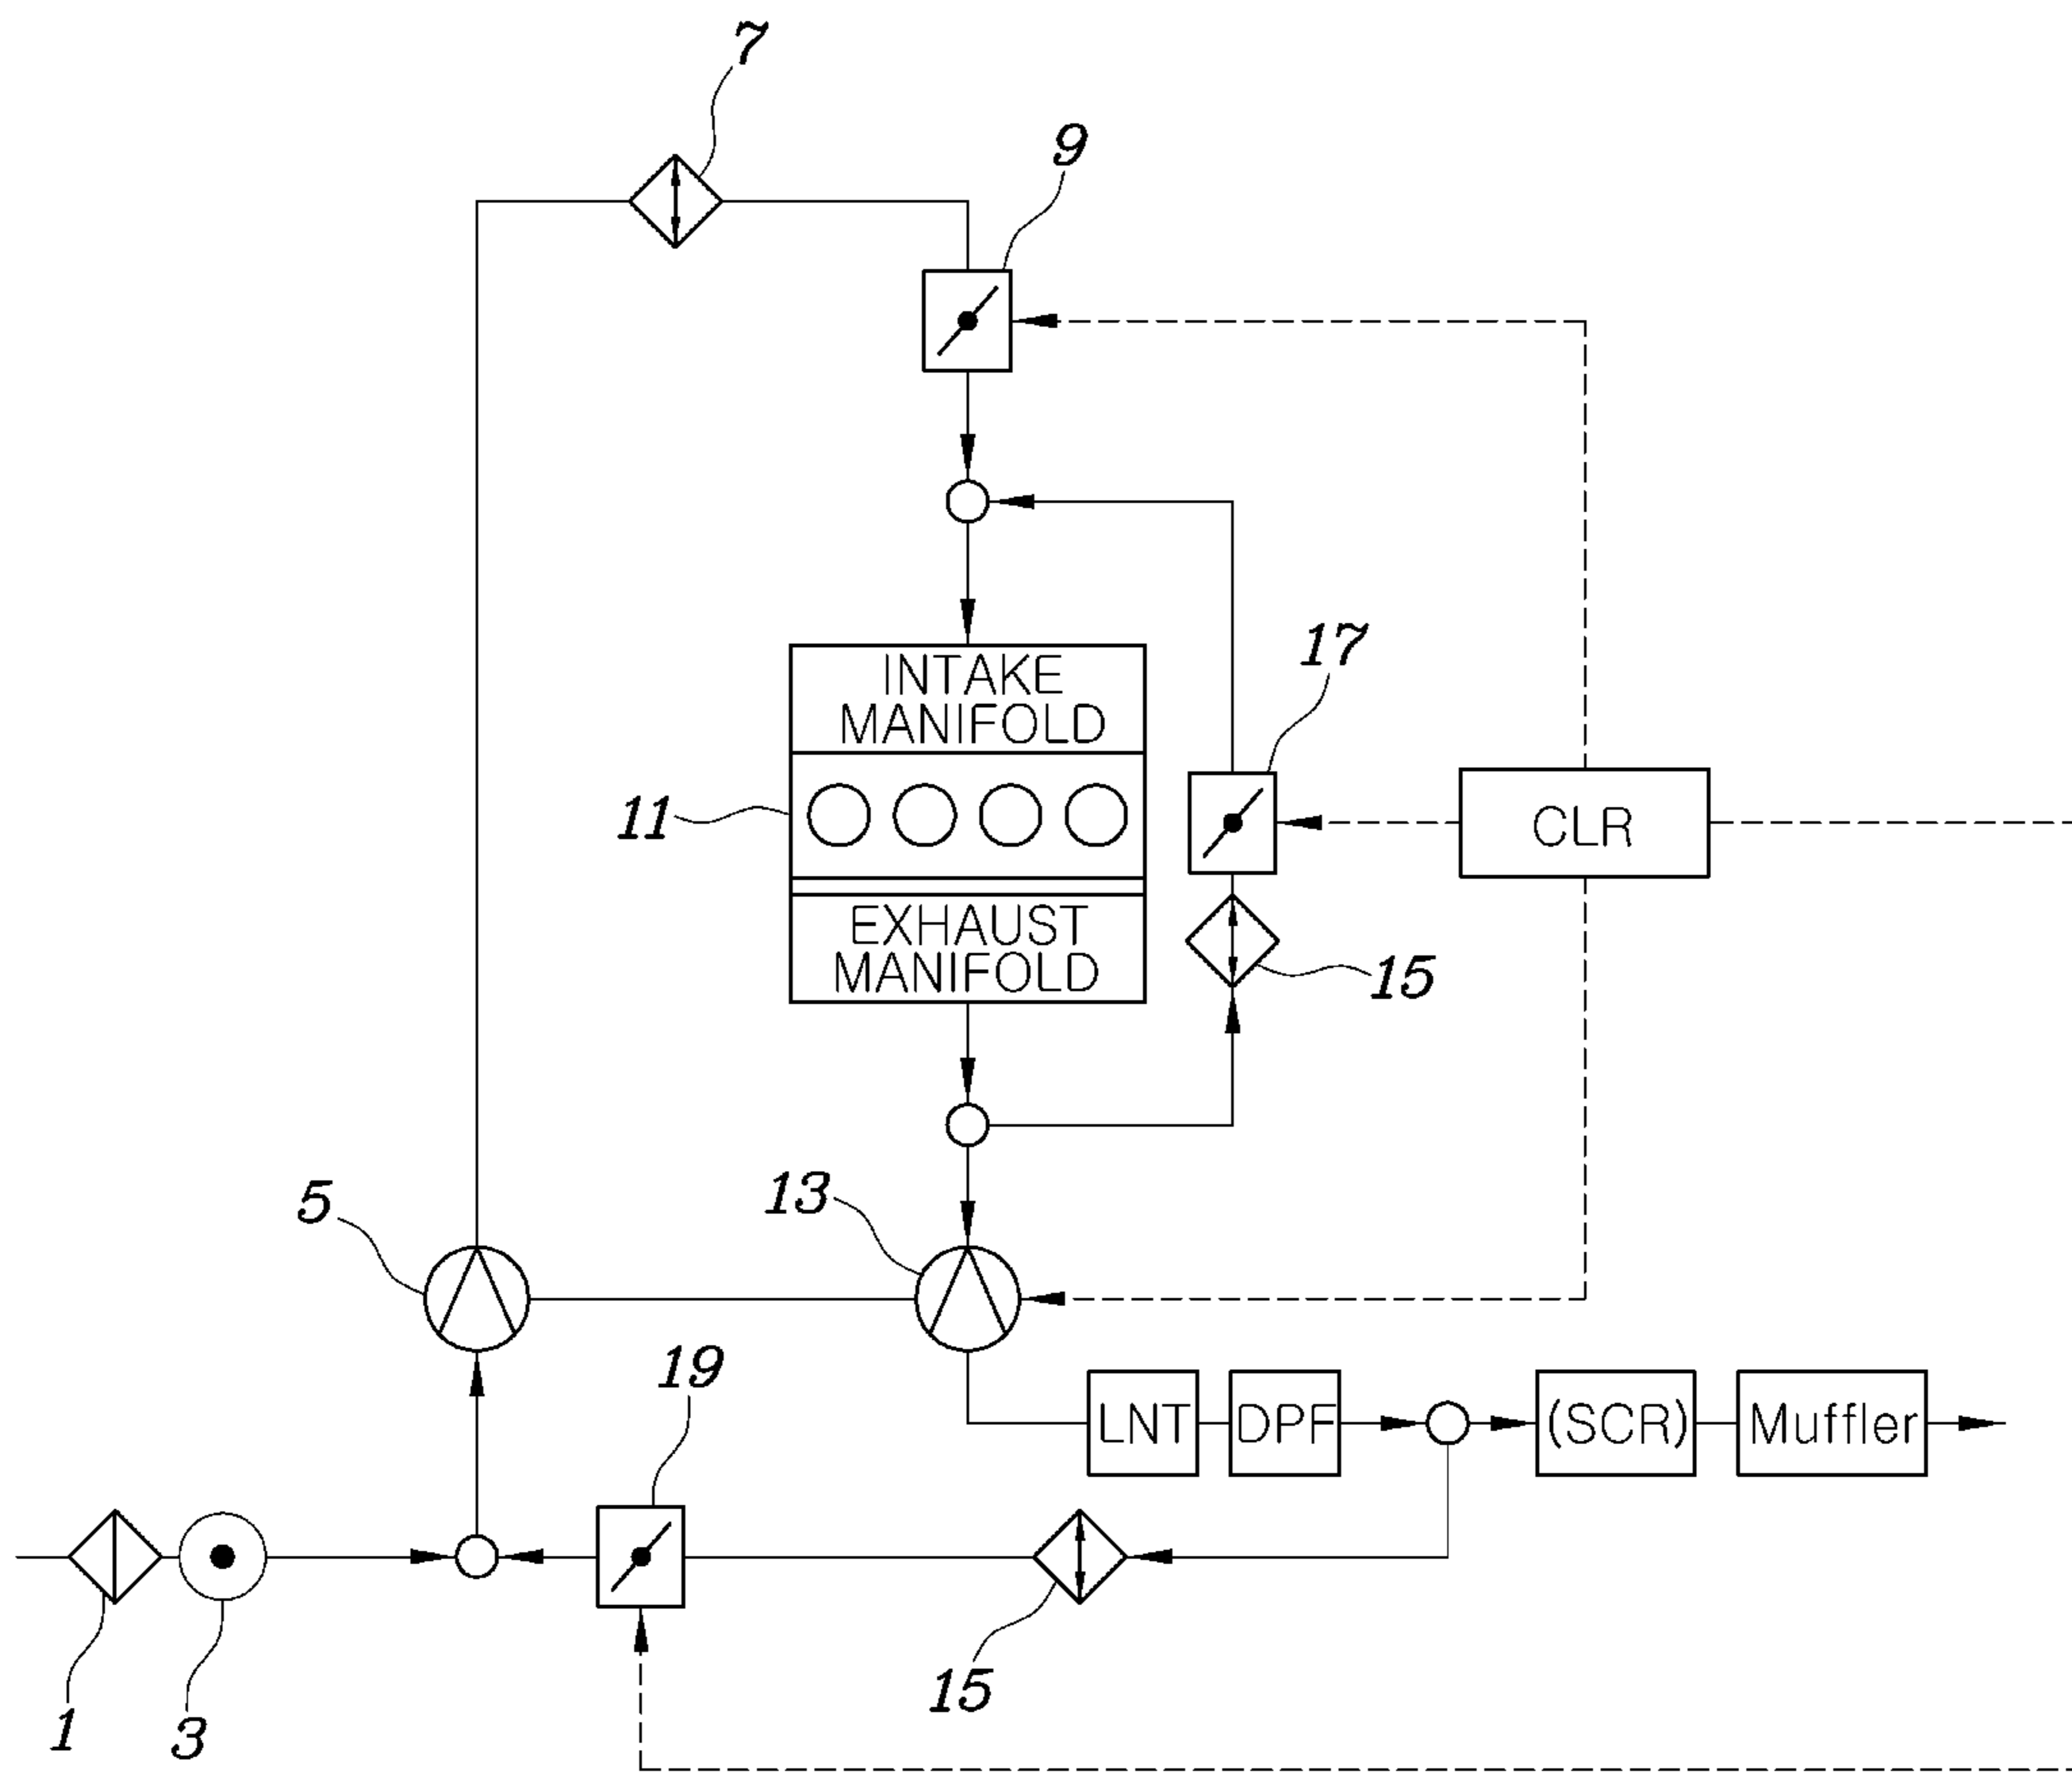 7
9
INTAKE
MANIFOLD
17
11
CLR
EXHAUST
MANIFOLD
15
5
13
19
LNT
DPF
(SCR)
Muffler
15
1
3